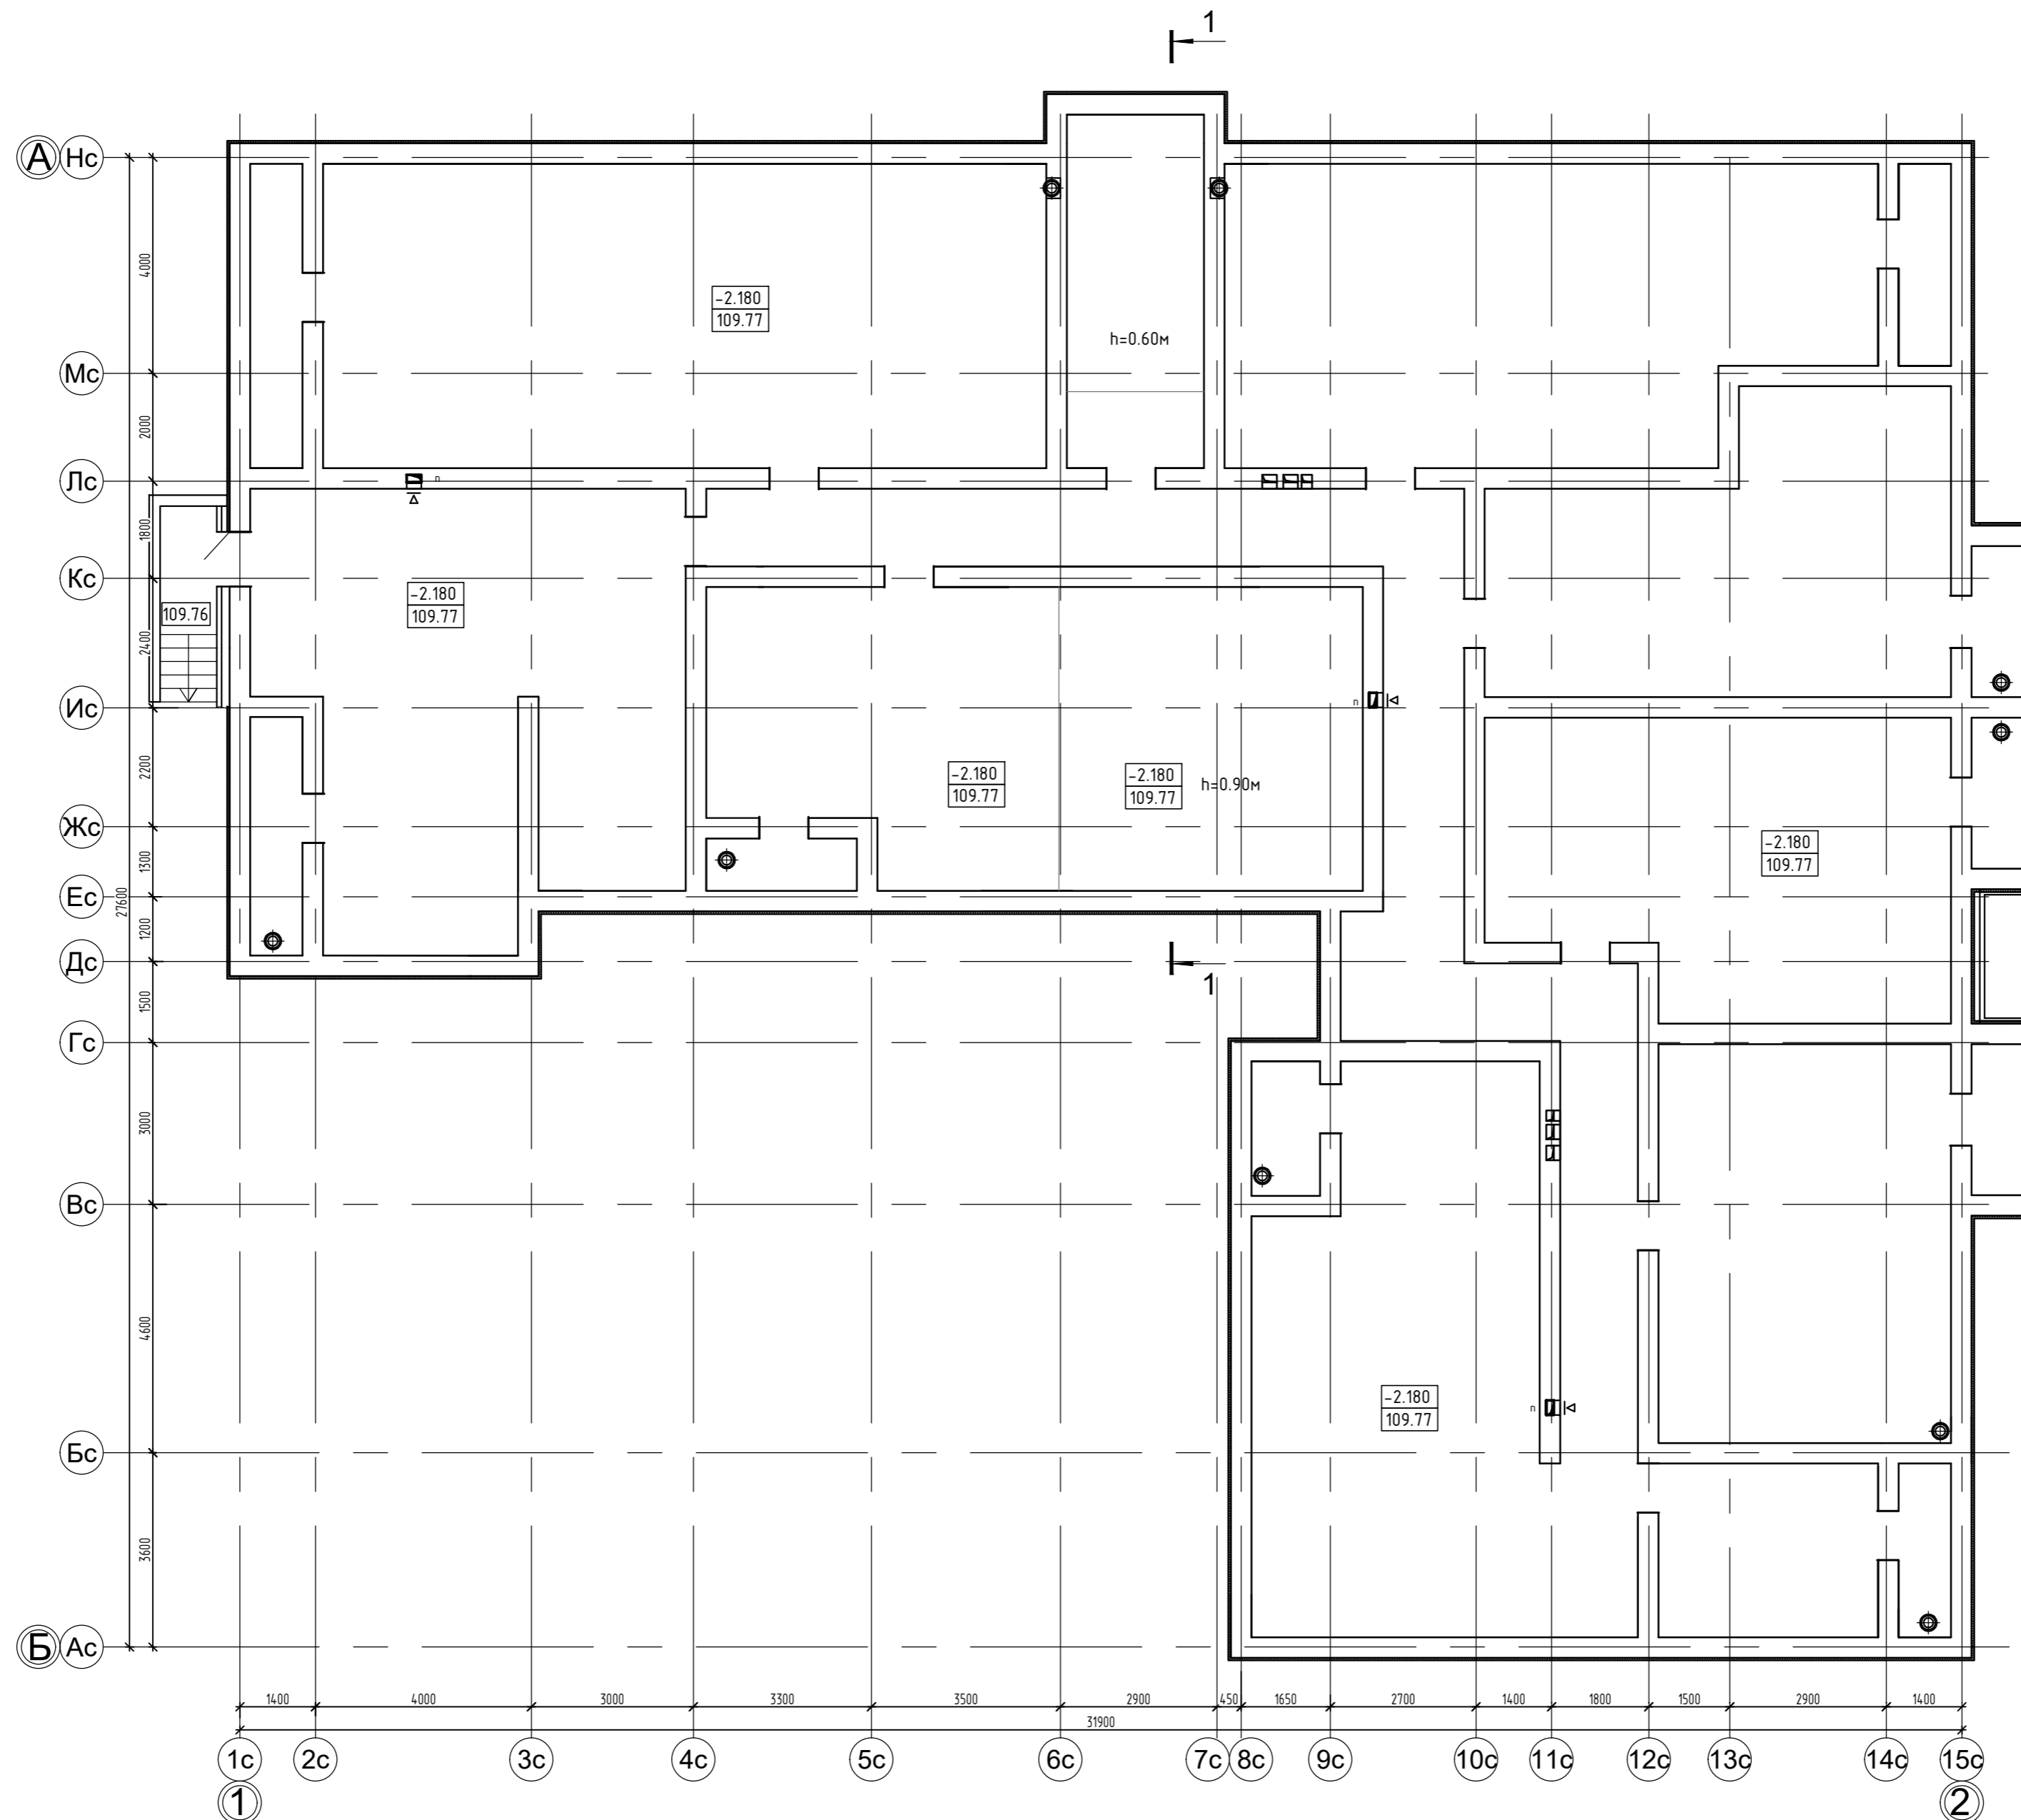 1
А Нс
4000
-2.180
109.77
h=0.60м
Мс
2000
Лс
п
1800
Кс
109.76
-2.180
109.77
2400
Ис
п
2200
-2.180
109.77
-2.180
109.77
h=0.90м
Жс
-2.180
109.77
1300
Ес
27600
1200
Дс
1
1500
Гс
3000
Вс
4600
-2.180
109.77
п
Бс
3600
Б Ас
1400 4000 3000 3300 3500 2900 450 1650 2700 1400 1800 1500 2900 1400
31900
1с 2с 3с 4с 5с 6с 7с 8с 9с 10с 11с 12с 13с 14с 15с
1 2